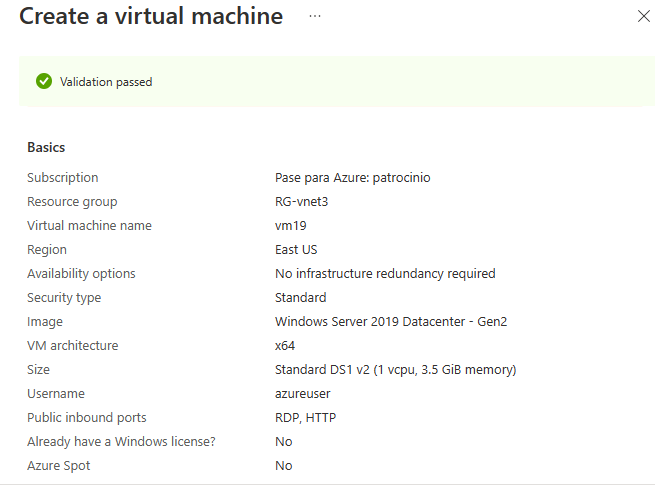 Create a virtual machine ...
Validation passed
Basics
Subscription Pase para Azure: patrocinio
Resource group RG-vnet3
Virtual machine name vm19
Region East US
Availability options No infrastructure redundancy required
Security type Standard
Image Windows Server 2019 Datacenter - Gen2
VM architecture x64
Size Standard DS1 v2 (1 vcpu, 3.5 GiB memory)
Username azureuser
Public inbound ports RDP, HTTP
Already have a Windows license? No
Azure Spot No